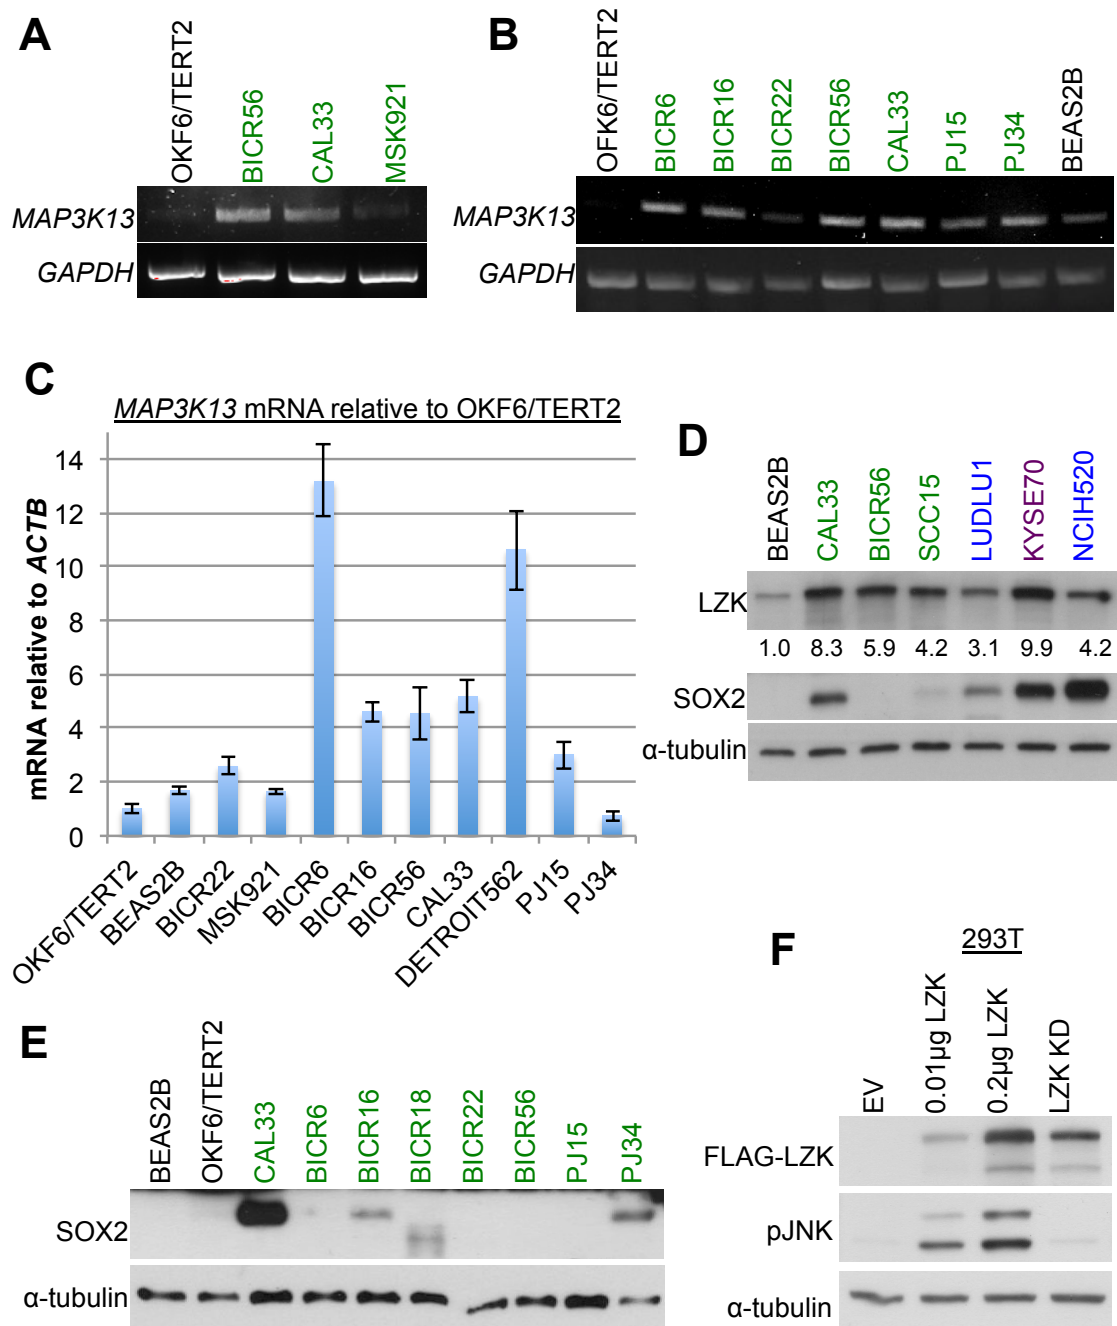 A
OKF6/TERT2
BICR56
CAL33
MSK921
MAP3K13
GAPDH
B
OFK6/TERT2
BICR6
BICR16
BICR22
BICR56
CAL33
PJ15
PJ34
BEAS2B
MAP3K13
GAPDH
C
MAP3K13 mRNA relative to OKF6/TERT2
mRNA relative to ACTB
14
12
10
8
6
4
2
0
OKF6/TERT2
BEAS2B
BICR22
MSK921
BICR6
BICR16
BICR56
CAL33
DETROIT562
PJ15
PJ34
D
BEAS2B
CAL33
BICR56
SCC15
LUDLU1
KYSE70
NCIH520
LZK
1.0 8.3 5.9 4.2 3.1 9.9 4.2
SOX2
α-tubulin
E
BEAS2B
OKF6/TERT2
CAL33
BICR6
BICR16
BICR18
BICR22
BICR56
PJ15
PJ34
SOX2
α-tubulin
F
293T
EV
0.01µg LZK
0.2µg LZK
LZK KD
FLAG-LZK
pJNK
α-tubulin